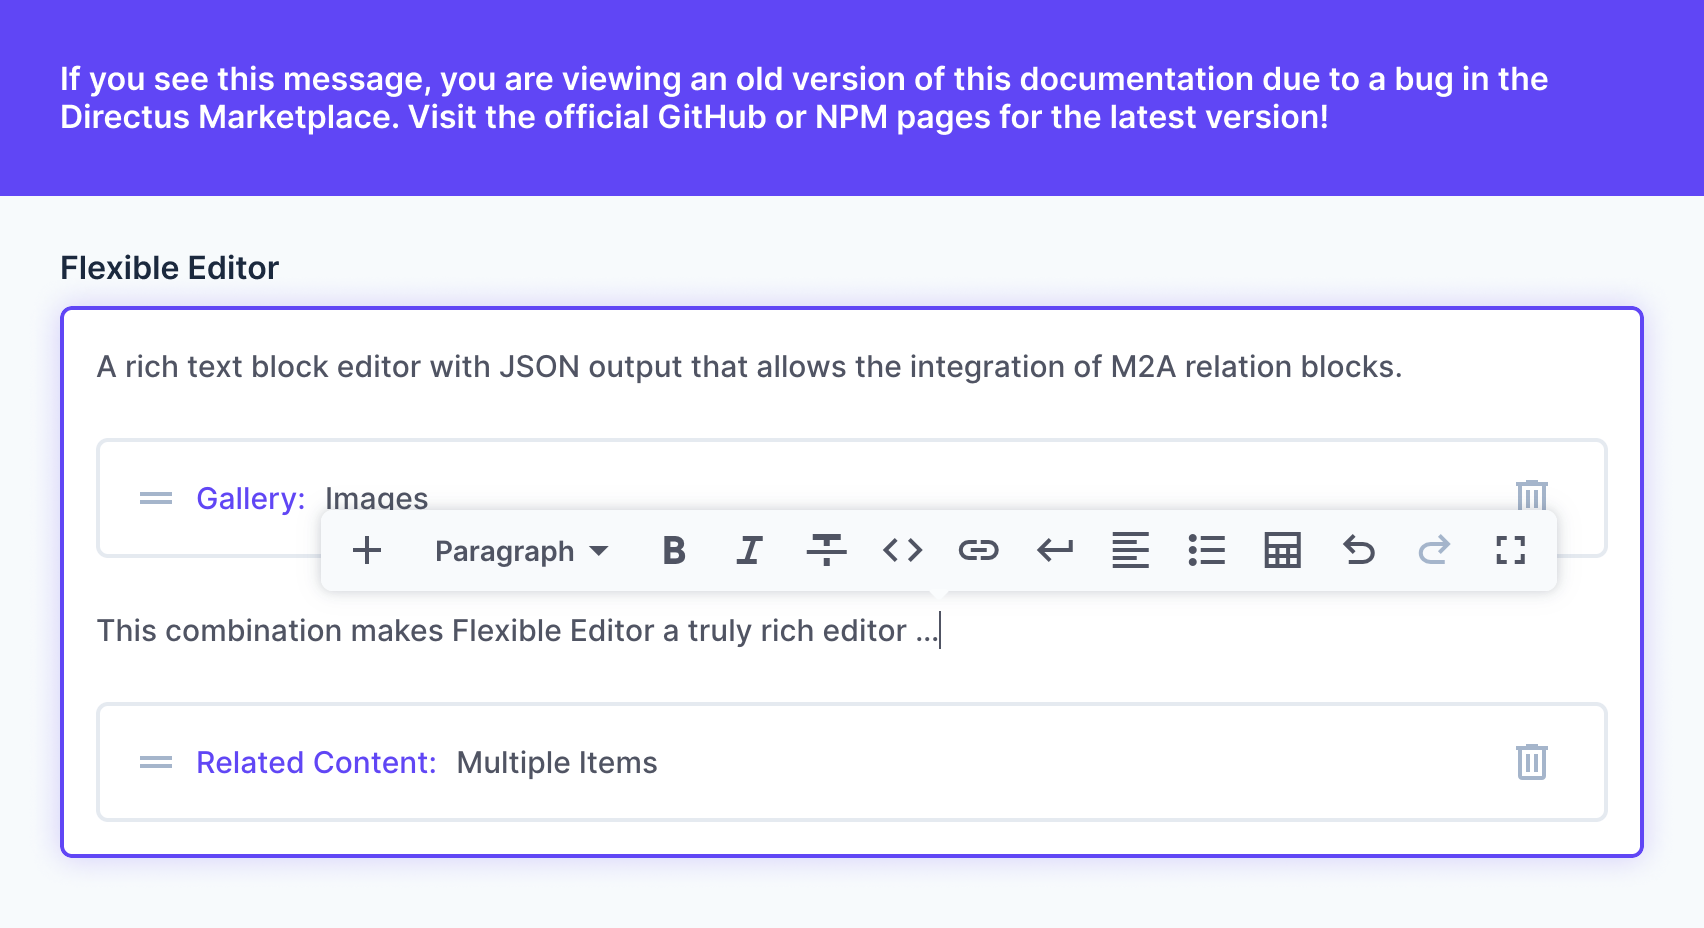 If you see this message, you are viewing an old version of this documentation due to a bug in the
Directus Marketplace. Visit the official GitHub or NPM pages for the latest version!
Flexible Editor
A rich text block editor with JSON output that allows the integration of M2A relation blocks.
Gallery: Images
Paragraph B I T
This combination makes Flexible Editor a truly rich editor ...
Related Content: Multiple Items